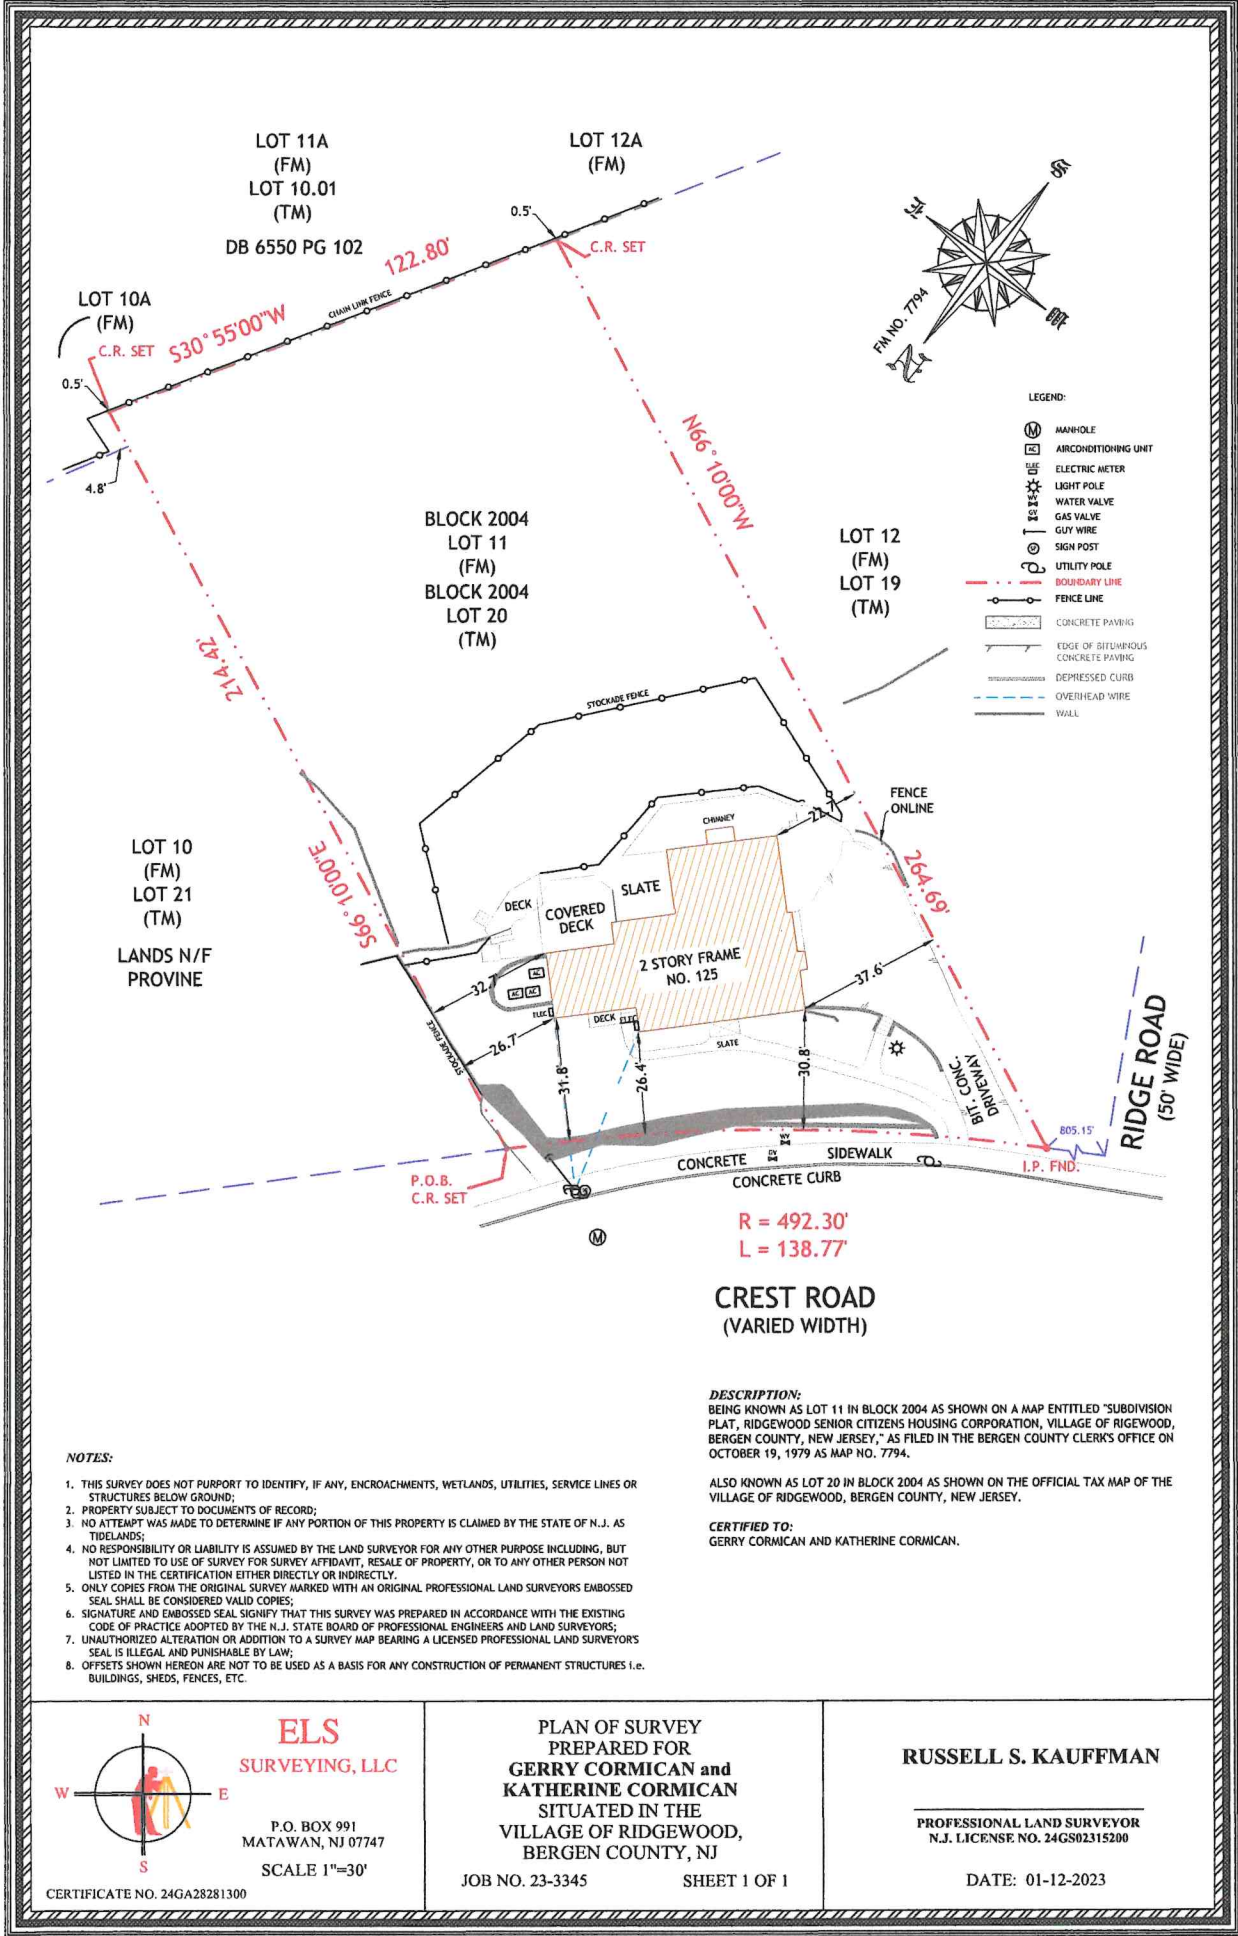 LOT 11A
(FM)
LOT 10.01
(TM)
DB 6550 PG 102
LOT 12A
(FM)
0.5'
C.R. SET
122.80'
CHAIN LINK FENCE
S30°55'00"W
LOT 10A
(FM)
C.R. SET
0.5'
4.8'
S
E
W
N
FM NO. 7794
LEGEND:
M MANHOLE
AC AIRCONDITIONING UNIT
ELEC ELECTRIC METER
LIGHT POLE
WV WATER VALVE
GV GAS VALVE
GUY WIRE
SIGN POST
UTILITY POLE
BOUNDARY LINE
FENCE LINE
CONCRETE PAVING
EDGE OF BITUMINOUS
CONCRETE PAVING
DEPRESSED CURB
OVERHEAD WIRE
WALL
N66°10'00"W
BLOCK 2004
LOT 11
(FM)
BLOCK 2004
LOT 20
(TM)
LOT 12
(FM)
LOT 19
(TM)
214.42'
STOCKADE FENCE
FENCE
ONLINE
CHIMNEY
LOT 10
(FM)
LOT 21
(TM)
LANDS N/F
PROVINE
S66°10'00"E
264.69'
SLATE
DECK
COVERED
DECK
2 STORY FRAME
NO. 125
AC
AC AC
ELEC
DECK
ELEC
SLATE
37.6'
26.7'
31.8'
26.4'
30.8'
STOCKADE FENCE
BIT. CONC.
DRIVEWAY
RIDGE ROAD
(50' WIDE)
805.15'
I.P. FND.
WV
GV
CONCRETE
SIDEWALK
CONCRETE CURB
P.O.B.
C.R. SET
M
R = 492.30'
L = 138.77'
CREST ROAD
(VARIED WIDTH)
DESCRIPTION:
BEING KNOWN AS LOT 11 IN BLOCK 2004 AS SHOWN ON A MAP ENTITLED "SUBDIVISION
PLAT, RIDGEWOOD SENIOR CITIZENS HOUSING CORPORATION, VILLAGE OF RIGEWOOD,
BERGEN COUNTY, NEW JERSEY," AS FILED IN THE BERGEN COUNTY CLERK'S OFFICE ON
OCTOBER 19, 1979 AS MAP NO. 7794.
ALSO KNOWN AS LOT 20 IN BLOCK 2004 AS SHOWN ON THE OFFICIAL TAX MAP OF THE
VILLAGE OF RIDGEWOOD, BERGEN COUNTY, NEW JERSEY.
CERTIFIED TO:
GERRY CORMICAN AND KATHERINE CORMICAN.
NOTES:
1. THIS SURVEY DOES NOT PURPORT TO IDENTIFY, IF ANY, ENCROACHMENTS, WETLANDS, UTILITIES, SERVICE LINES OR
STRUCTURES BELOW GROUND;
2. PROPERTY SUBJECT TO DOCUMENTS OF RECORD;
3. NO ATTEMPT WAS MADE TO DETERMINE IF ANY PORTION OF THIS PROPERTY IS CLAIMED BY THE STATE OF N.J. AS
TIDELANDS;
4. NO RESPONSIBILITY OR LIABILITY IS ASSUMED BY THE LAND SURVEYOR FOR ANY OTHER PURPOSE INCLUDING, BUT
NOT LIMITED TO USE OF SURVEY FOR SURVEY AFFIDAVIT, RESALE OF PROPERTY, OR TO ANY OTHER PERSON NOT
LISTED IN THE CERTIFICATION EITHER DIRECTLY OR INDIRECTLY.
5. ONLY COPIES FROM THE ORIGINAL SURVEY MARKED WITH AN ORIGINAL PROFESSIONAL LAND SURVEYORS EMBOSSED
SEAL SHALL BE CONSIDERED VALID COPIES;
6. SIGNATURE AND EMBOSSED SEAL SIGNIFY THAT THIS SURVEY WAS PREPARED IN ACCORDANCE WITH THE EXISTING
CODE OF PRACTICE ADOPTED BY THE N.J. STATE BOARD OF PROFESSIONAL ENGINEERS AND LAND SURVEYORS;
7. UNAUTHORIZED ALTERATION OR ADDITION TO A SURVEY MAP BEARING A LICENSED PROFESSIONAL LAND SURVEYOR'S
SEAL IS ILLEGAL AND PUNISHABLE BY LAW;
8. OFFSETS SHOWN HEREON ARE NOT TO BE USED AS A BASIS FOR ANY CONSTRUCTION OF PERMANENT STRUCTURES i.e.
BUILDINGS, SHEDS, FENCES, ETC.
N
W
E
S
ELS
SURVEYING, LLC
P.O. BOX 991
MATAWAN, NJ 07747
SCALE 1"=30'
CERTIFICATE NO. 24GA28281300
PLAN OF SURVEY
PREPARED FOR
GERRY CORMICAN and
KATHERINE CORMICAN
SITUATED IN THE
VILLAGE OF RIDGEWOOD,
BERGEN COUNTY, NJ
JOB NO. 23-3345 SHEET 1 OF 1
RUSSELL S. KAUFFMAN
PROFESSIONAL LAND SURVEYOR
N.J. LICENSE NO. 24GS02315200
DATE: 01-12-2023